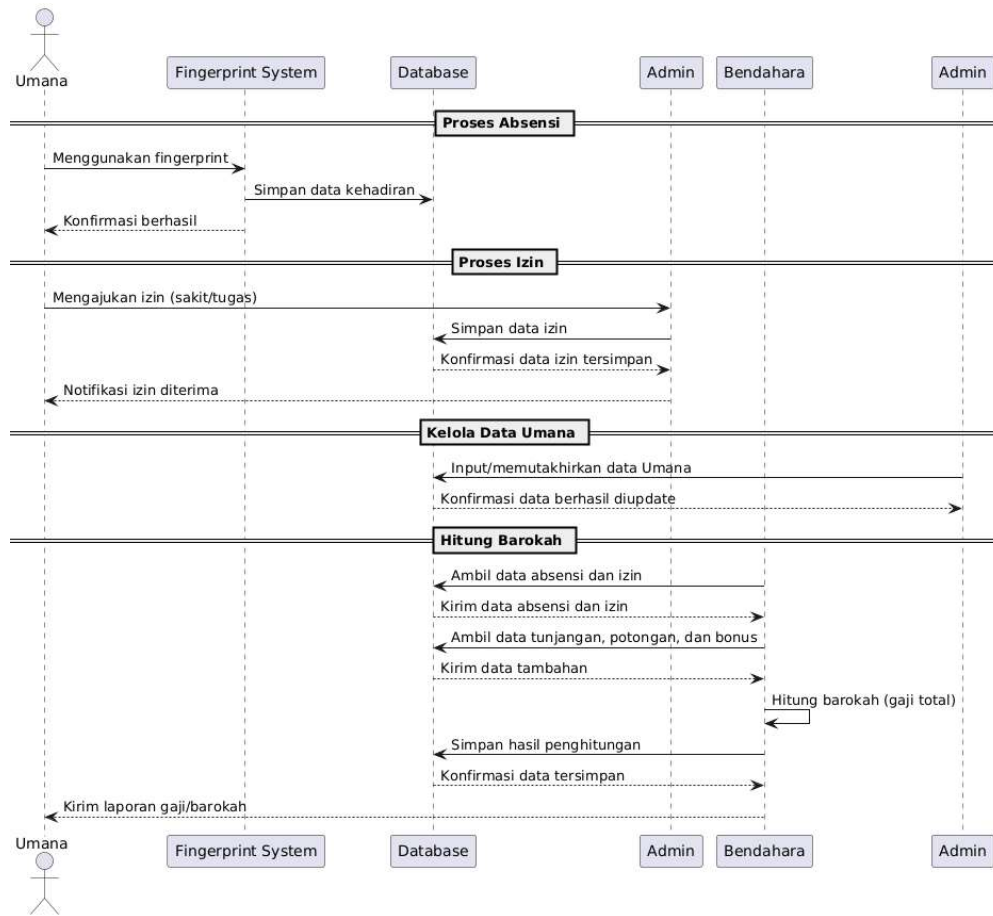 Umana
Fingerprint System
Database
Admin
Bendahara
Admin
Proses Absensi
Menggunakan fingerprint
Simpan data kehadiran
Konfirmasi berhasil
Proses Izin
Mengajukan izin (sakit/tugas)
Simpan data izin
Konfirmasi data izin tersimpan
Notifikasi izin diterima
Kelola Data Umana
Input/memutakhirkan data Umana
Konfirmasi data berhasil diupdate
Hitung Barokah
Ambil data absensi dan izin
Kirim data absensi dan izin
Ambil data tunjangan, potongan, dan bonus
Kirim data tambahan
Hitung barokah (gaji total)
Simpan hasil penghitungan
Konfirmasi data tersimpan
Kirim laporan gaji/barokah
Umana
Fingerprint System
Database
Admin
Bendahara
Admin